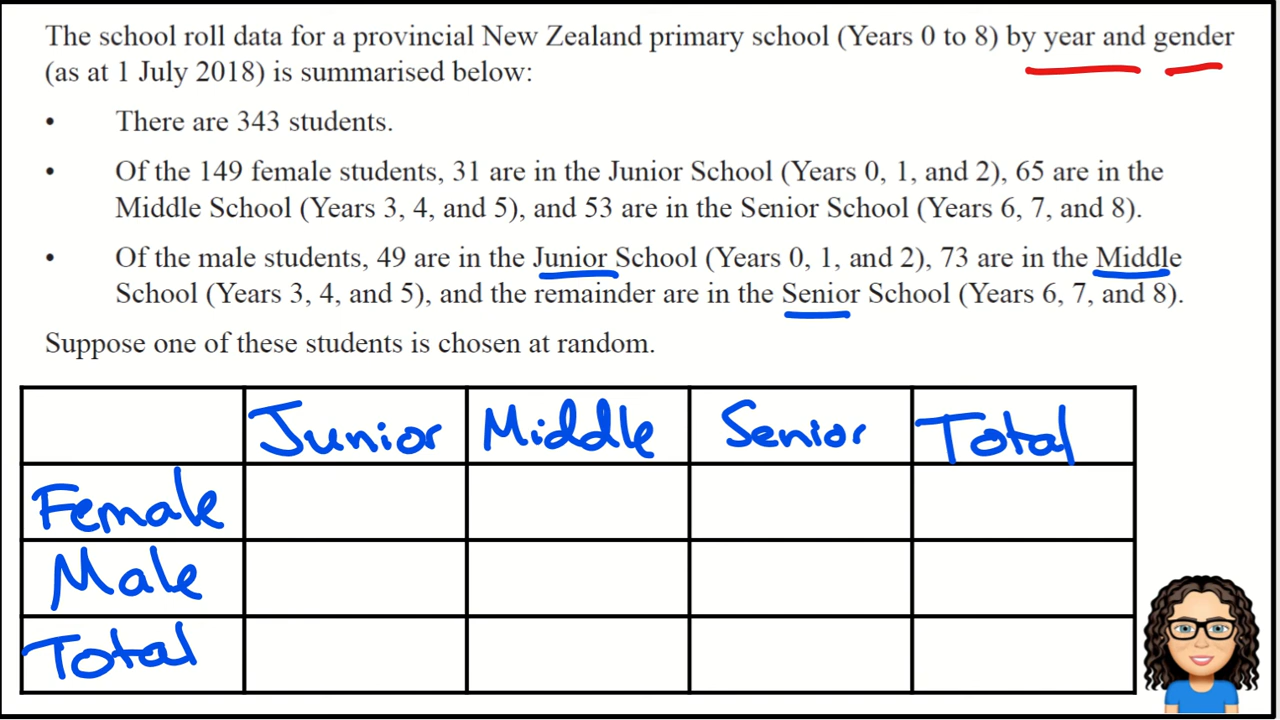 The school roll data for a provincial New Zealand primary school (Years 0 to 8) by year and gender
(as at 1 July 2018) is summarised below:
• There are 343 students.
• Of the 149 female students, 31 are in the Junior School (Years 0, 1, and 2), 65 are in the
Middle School (Years 3, 4, and 5), and 53 are in the Senior School (Years 6, 7, and 8).
• Of the male students, 49 are in the Junior School (Years 0, 1, and 2), 73 are in the Middle
School (Years 3, 4, and 5), and the remainder are in the Senior School (Years 6, 7, and 8).
Suppose one of these students is chosen at random.
Junior Middle Senior Total
Female
Male
Total